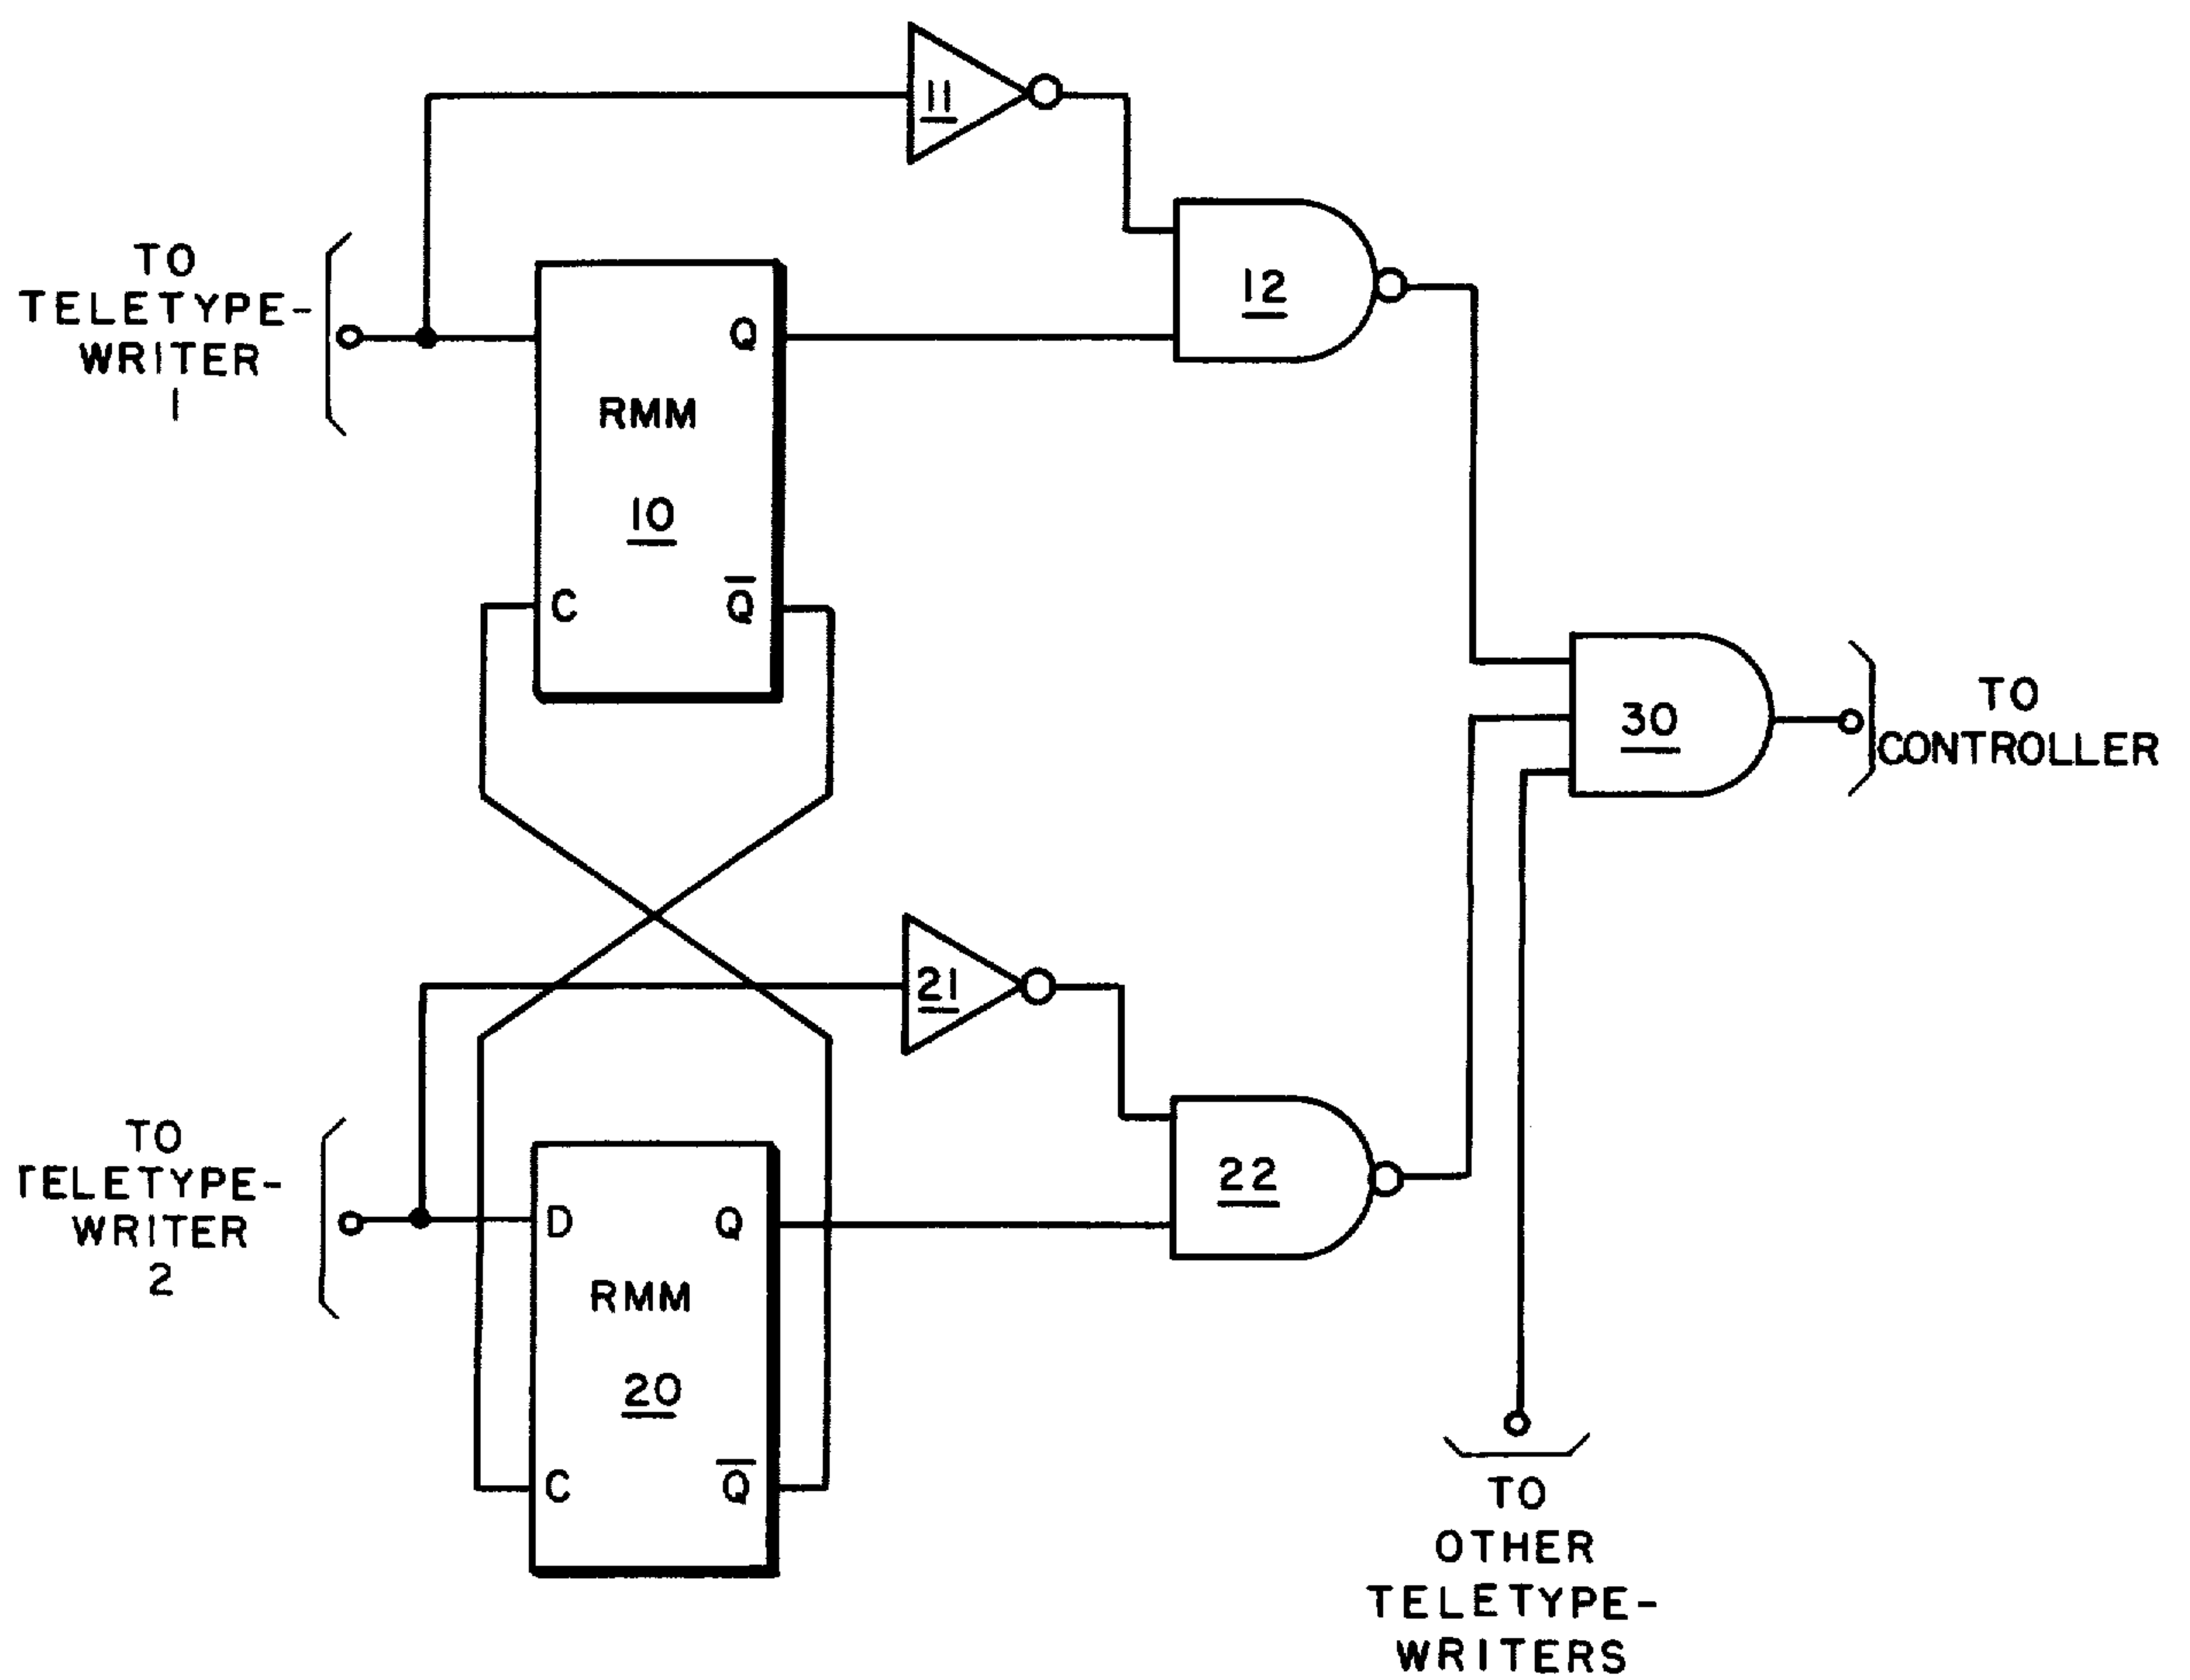 11
TO
TELETYPE-
WRITER
1
Q
RMM
10
C
Q̅
12
30
TO
CONTROLLER
21
TO
TELETYPE-
WRITER
2
D
Q
RMM
20
C
Q̅
22
TO
OTHER
TELETYPE-
WRITERS